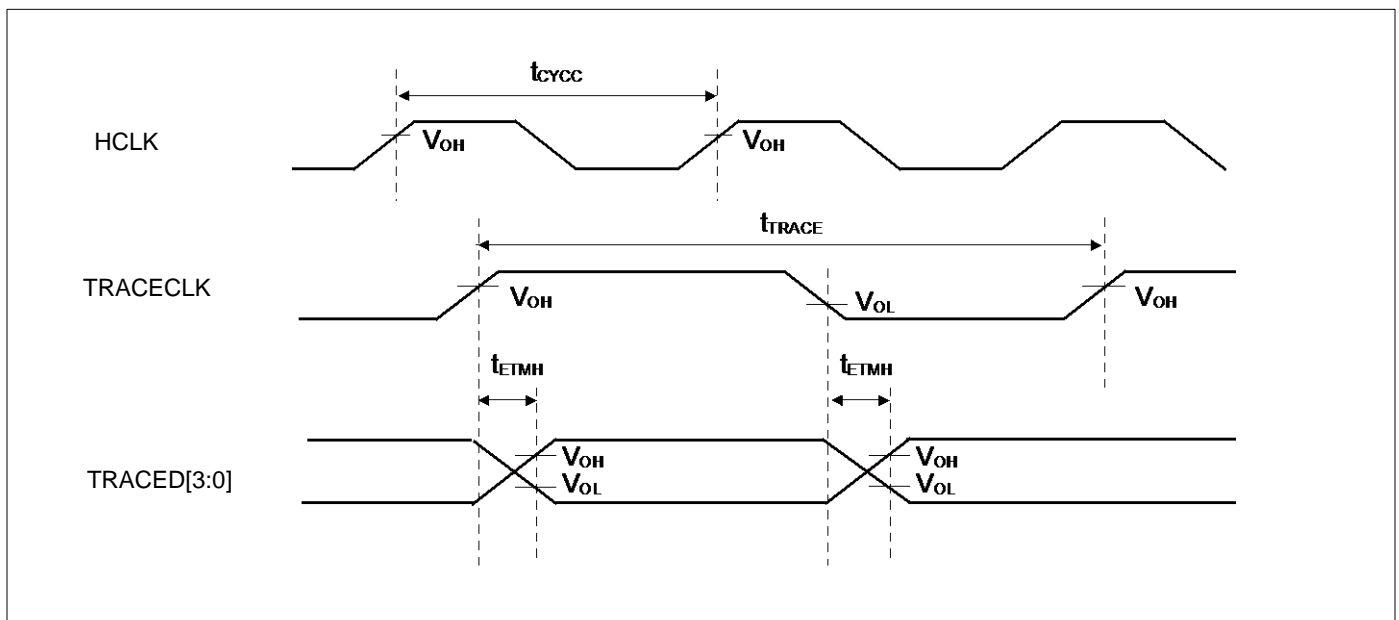 tCYCC
HCLK
VOH
VOH
tTRACE
TRACECLK
VOH
VOL
VOH
tETMH
tETMH
TRACED[3:0]
VOH
VOL
VOH
VOL